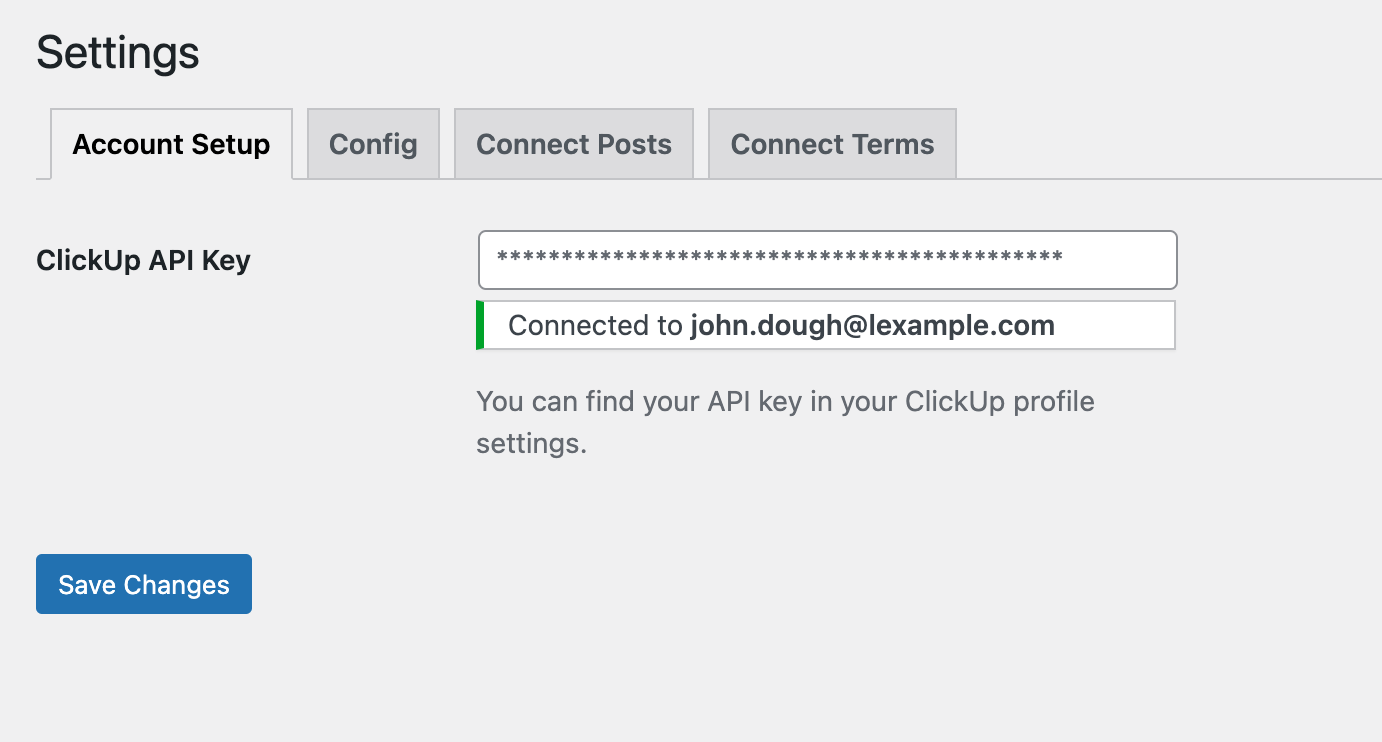 Settings
Account Setup Config Connect Posts Connect Terms
ClickUp API Key ********************************************
Connected to john.dough@lexample.com
You can find your API key in your ClickUp profile
settings.
Save Changes